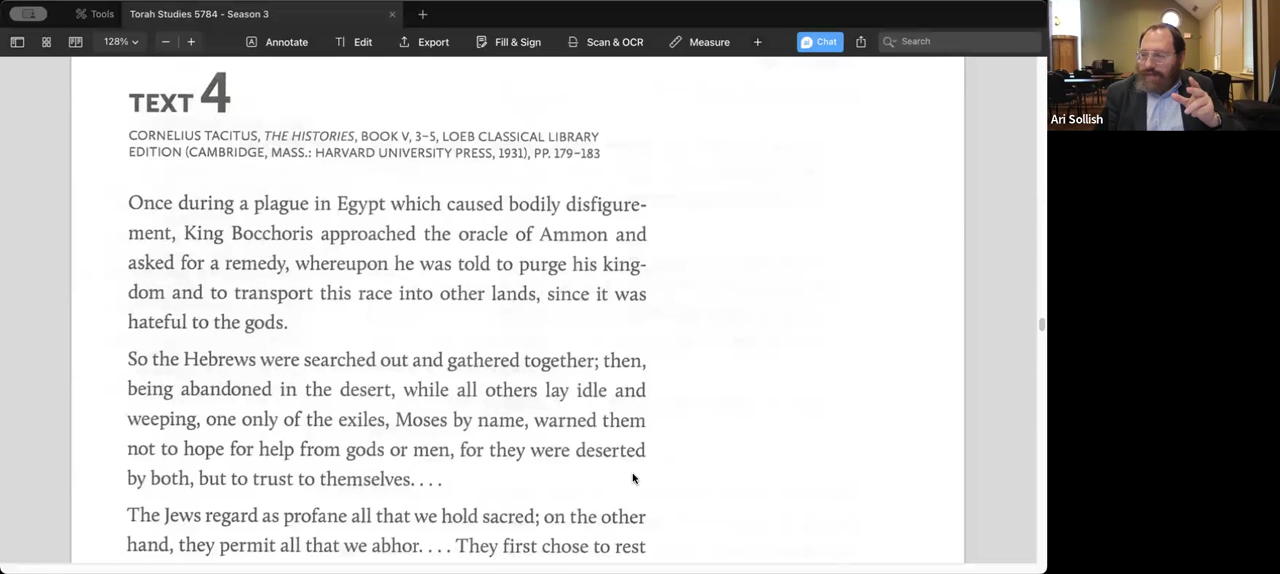 Tools
Torah Studies 5784 - Season 3
128%
Annotate
Edit
Export
Fill & Sign
Scan & OCR
Measure
Chat
Search
Ari Sollish
TEXT 4
CORNELIUS TACITUS, THE HISTORIES, BOOK V, 3–5, LOEB CLASSICAL LIBRARY
EDITION (CAMBRIDGE, MASS.: HARVARD UNIVERSITY PRESS, 1931), PP. 179–183
Once during a plague in Egypt which caused bodily disfigure-
ment, King Bocchoris approached the oracle of Ammon and
asked for a remedy, whereupon he was told to purge his king-
dom and to transport this race into other lands, since it was
hateful to the gods.
So the Hebrews were searched out and gathered together; then,
being abandoned in the desert, while all others lay idle and
weeping, one only of the exiles, Moses by name, warned them
not to hope for help from gods or men, for they were deserted
by both, but to trust to themselves. . . .
The Jews regard as profane all that we hold sacred; on the other
hand, they permit all that we abhor. . . . They first chose to rest